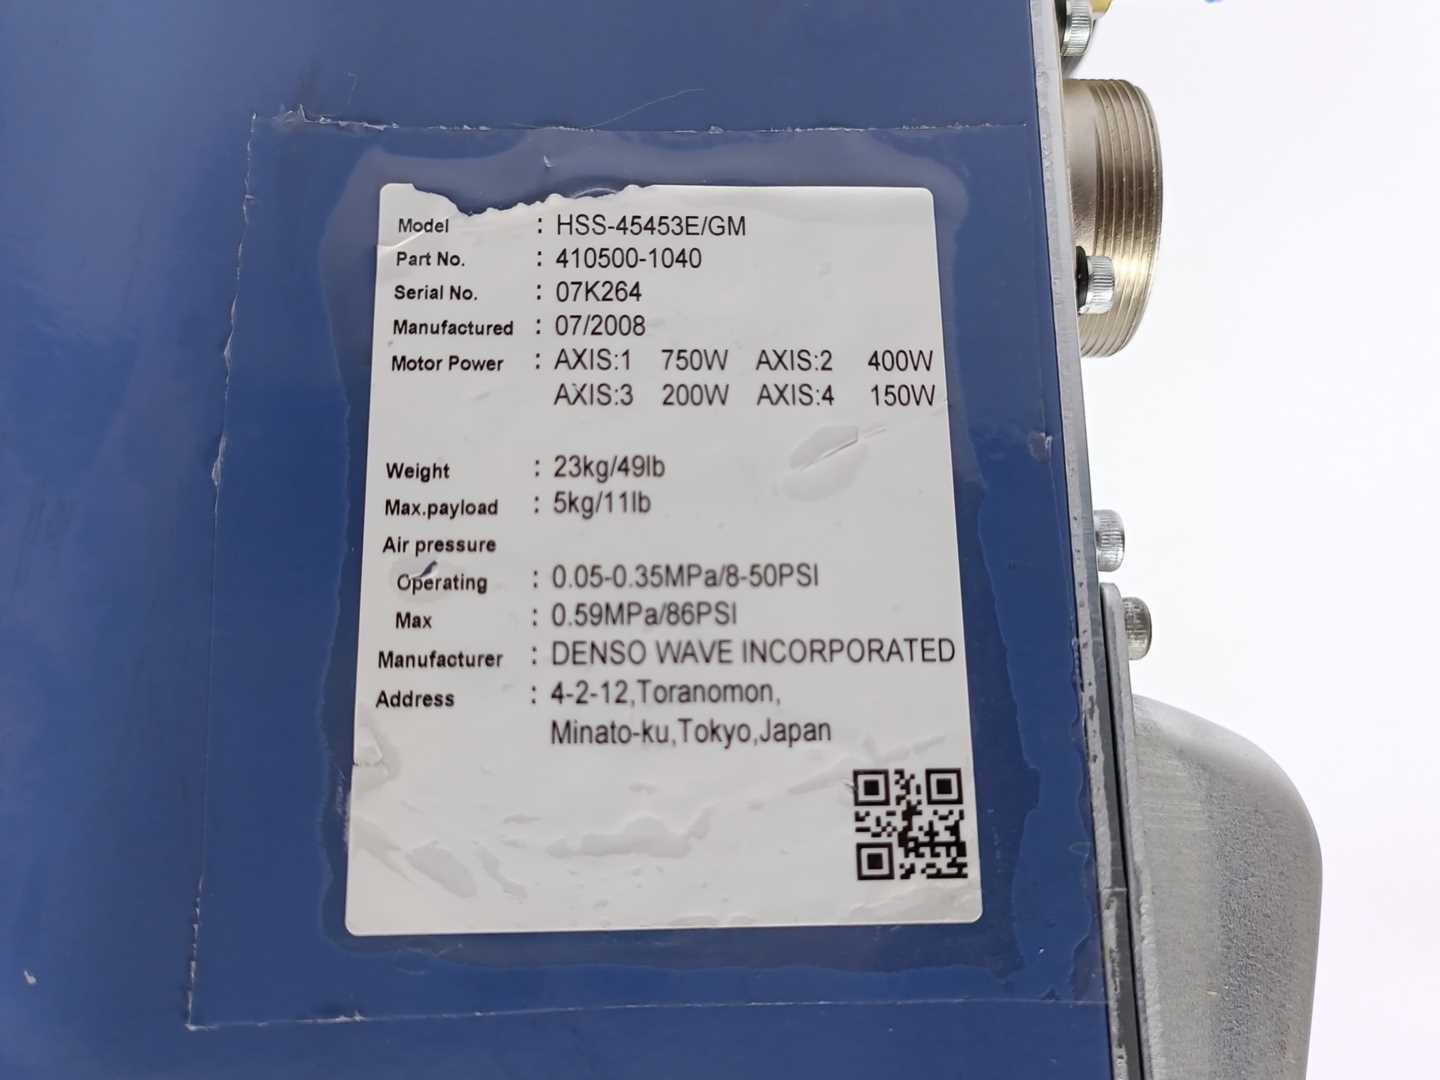 Model : HSS-45453E/GM
Part No. : 410500-1040
Serial No. : 07K264
Manufactured : 07/2008
Motor Power : AXIS:1 750W AXIS:2 400W
AXIS:3 200W AXIS:4 150W
Weight : 23kg/49lb
Max.payload : 5kg/11lb
Air pressure
Operating : 0.05-0.35MPa/8-50PSI
Max : 0.59MPa/86PSI
Manufacturer : DENSO WAVE INCORPORATED
Address : 4-2-12,Toranomon,
Minato-ku,Tokyo,Japan